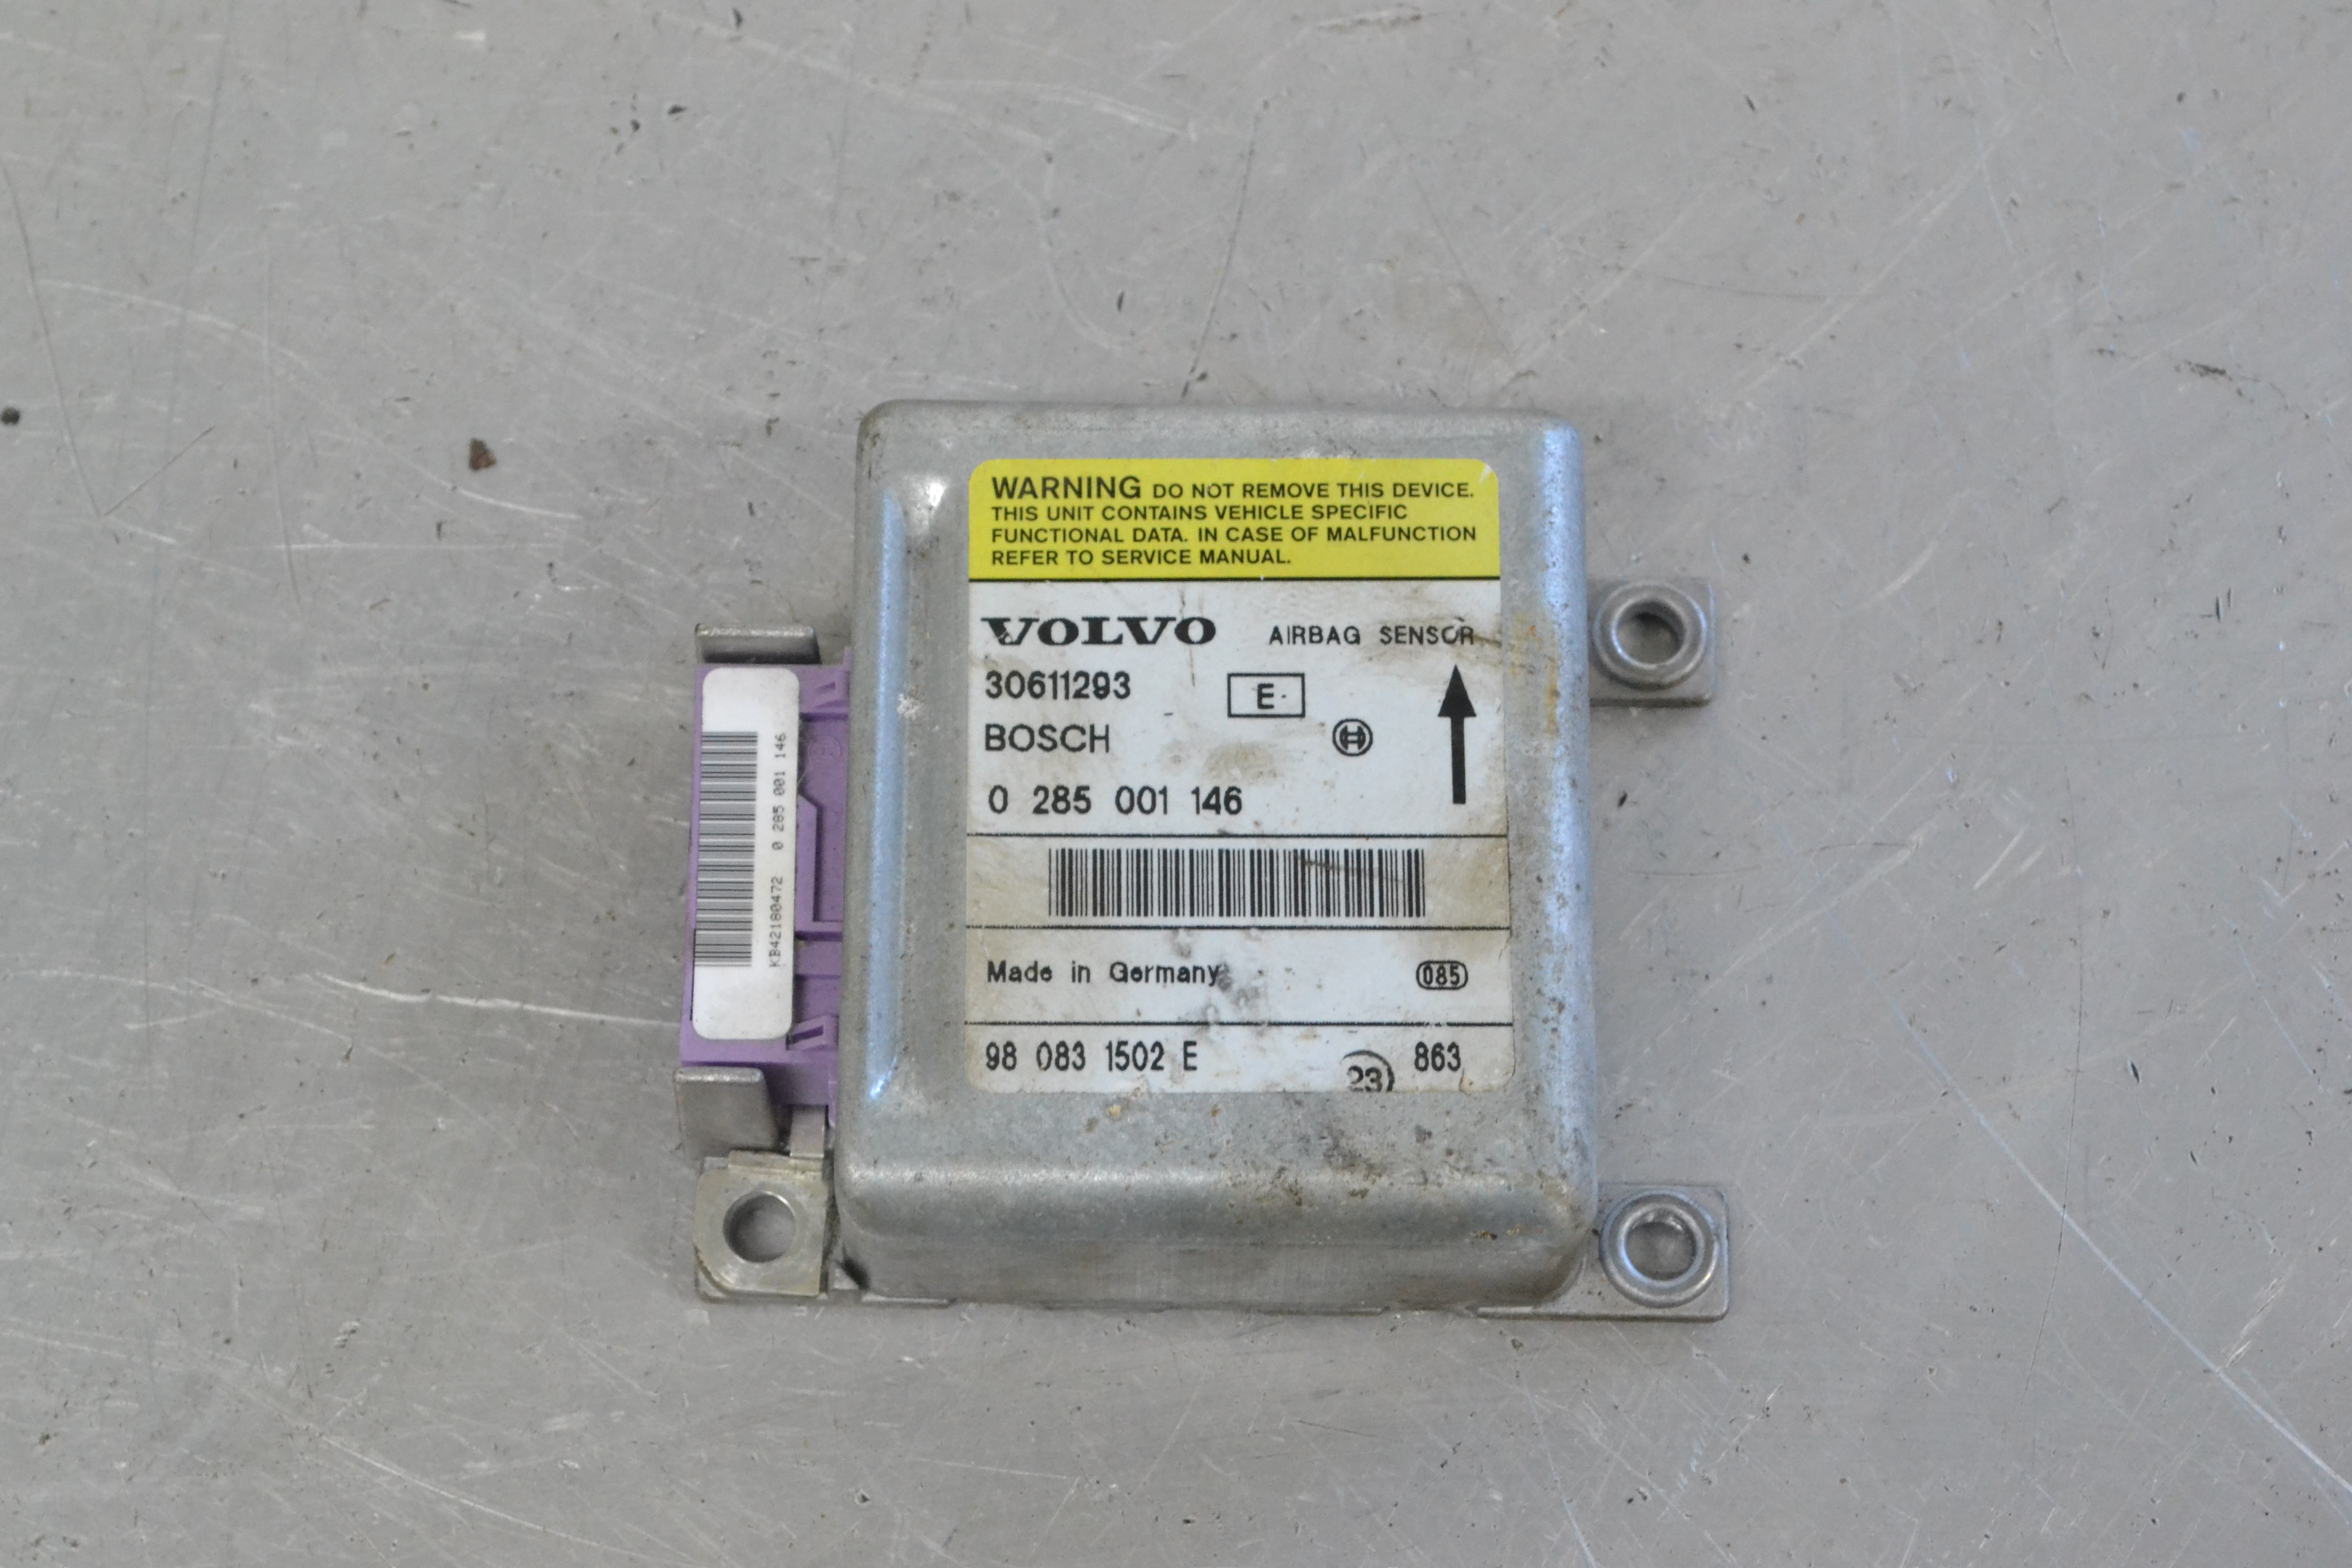 WARNING DO NOT REMOVE THIS DEVICE.
THIS UNIT CONTAINS VEHICLE SPECIFIC
FUNCTIONAL DATA. IN CASE OF MALFUNCTION
REFER TO SERVICE MANUAL.
VOLVO AIRBAG SENSOR
30611293 E
BOSCH
0 285 001 146
Made in Germany 085
98 083 1502 E 23 863
KB42180472 0 285 001 146